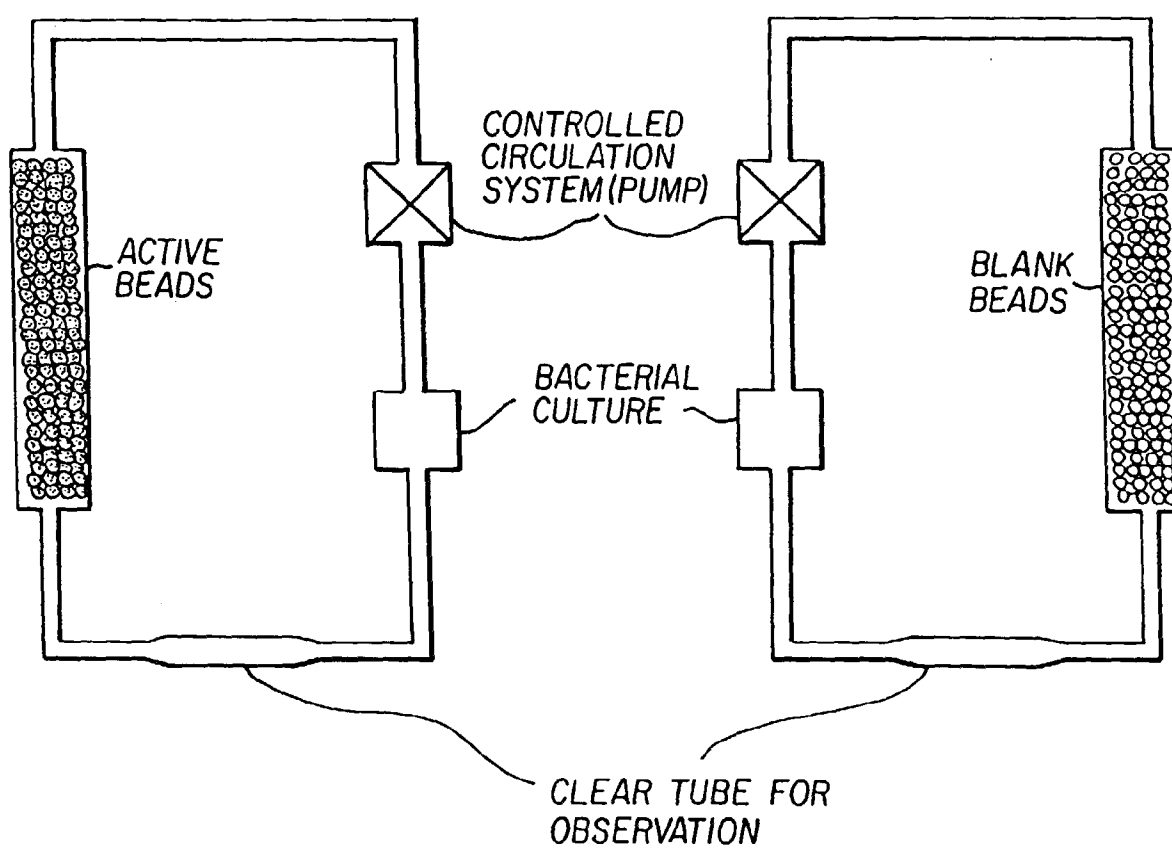 CONTROLLED
CIRCULATION
SYSTEM (PUMP)
ACTIVE
BEADS
BLANK
BEADS
BACTERIAL
CULTURE
CLEAR TUBE FOR
OBSERVATION